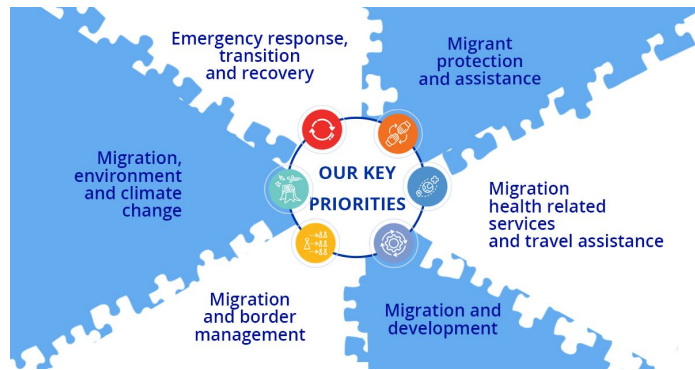 Emergency response,
transition
and recovery
Migrant
protection
and assistance
OUR KEY
PRIORITIES
Migration,
environment
and climate
change
Migration
health related
services
and travel assistance
Migration
and border
management
Migration and
development